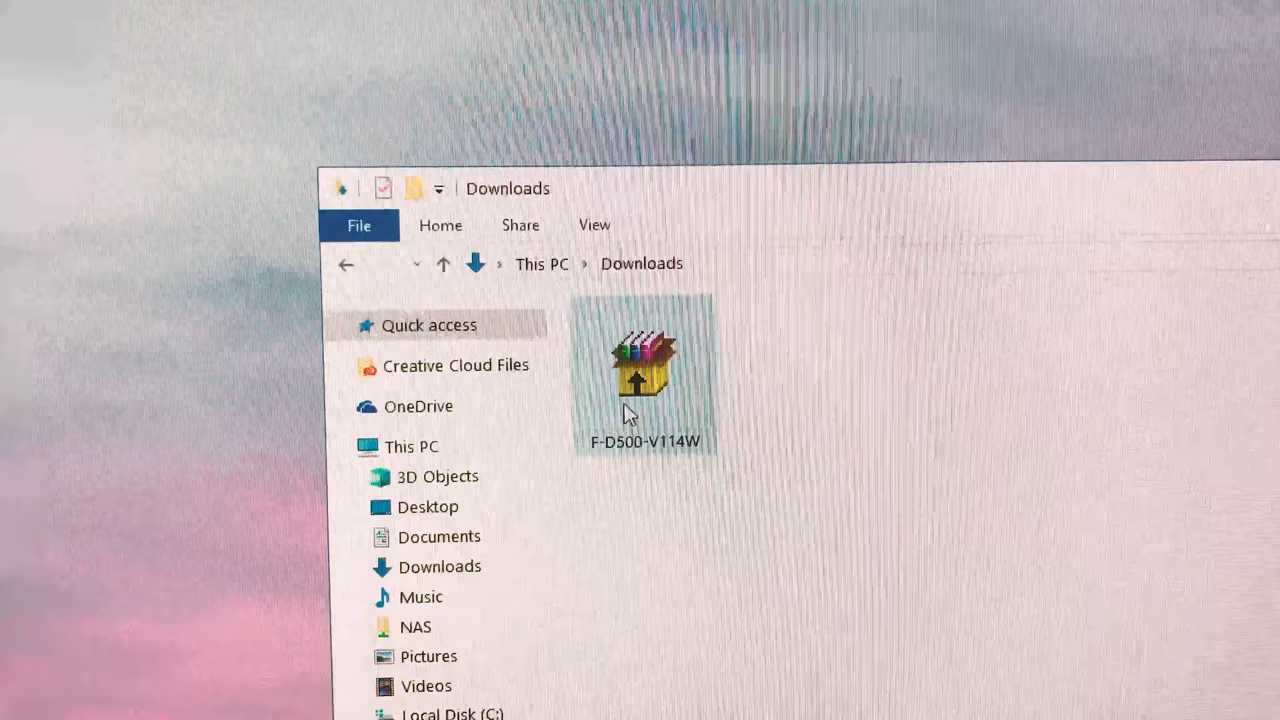 Downloads
File Home Share View
This PC Downloads
Quick access
Creative Cloud Files
OneDrive
This PC
3D Objects
Desktop
Documents
Downloads
Music
NAS
Pictures
Videos
Local Disk (C:)
F-D500-V114W